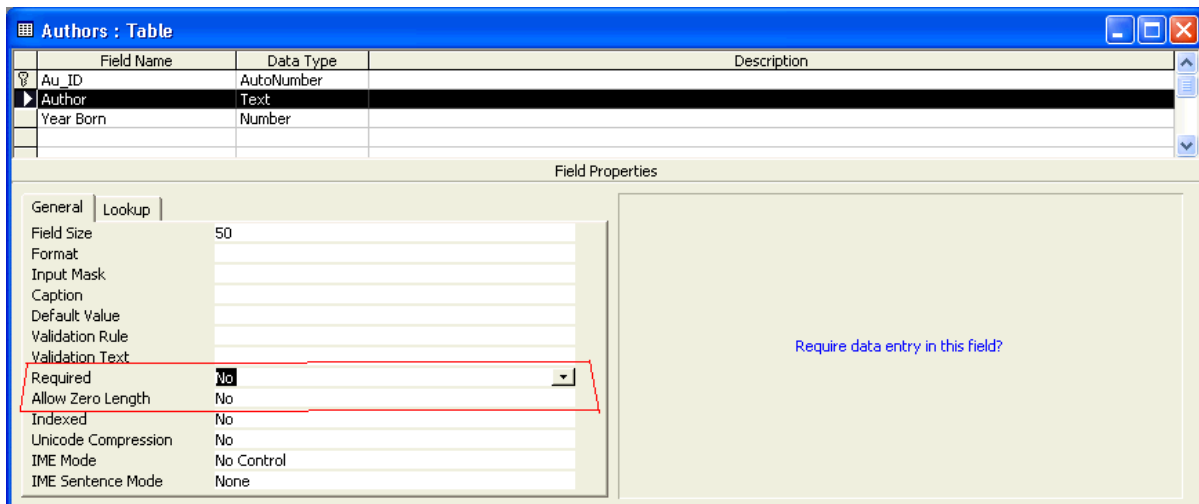 Authors : Table
Field Name Data Type Description
Au_ID AutoNumber
Author Text
Year Born Number
Field Properties
General Lookup
Field Size 50
Format
Input Mask
Caption
Default Value
Validation Rule
Validation Text
Required No
Allow Zero Length No
Indexed No
Unicode Compression No
IME Mode No Control
IME Sentence Mode None
Require data entry in this field?